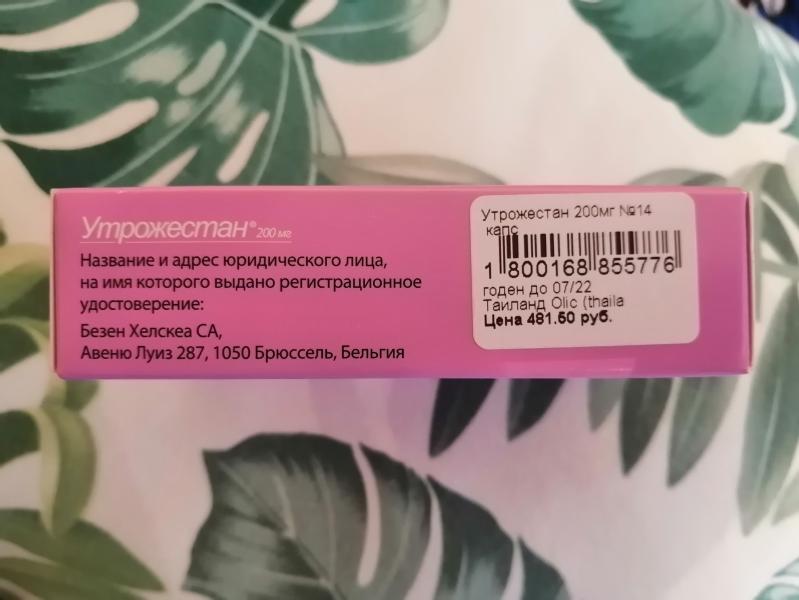 Утрожестан® 200 мг
Название и адрес юридического лица,
на имя которого выдано регистрационное
удостоверение:
Безен Хелскеа СА,
Авеню Луиз 287, 1050 Брюссель, Бельгия
Утрожестан 200мг №14
капс
1 800168 855776
годен до 07/22
Таиланд Olic (thaila
Цена 481.50 руб.